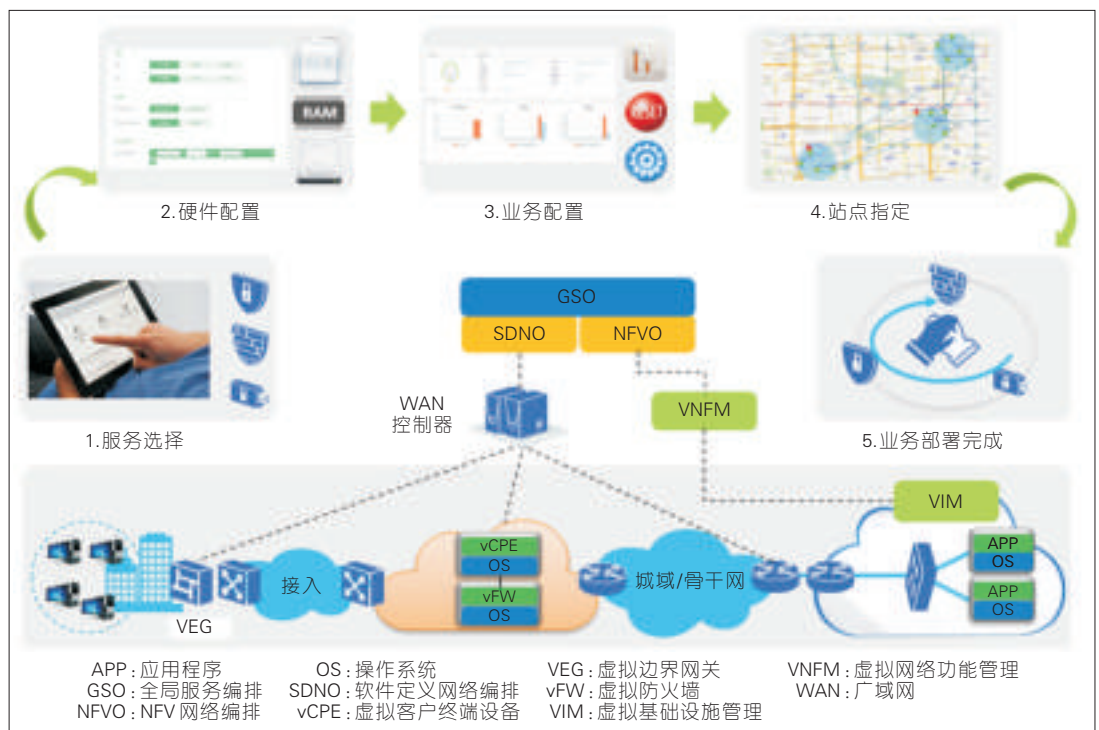 RAM
2.硬件配置
3.业务配置
4.站点指定
GSO
SDNO
NFVO
WAN
控制器
VNFM
1.服务选择
5.业务部署完成
VIM
vCPE
OS
vFW
OS
APP
OS
APP
OS
接入
城域/骨干网
VEG
APP：应用程序
OS：操作系统
VEG：虚拟边界网关
VNFM：虚拟网络功能管理
GSO：全局服务编排
SDNO：软件定义网络编排
vFW：虚拟防火墙
WAN：广域网
NFVO：NFV网络编排
vCPE：虚拟客户终端设备
VIM：虚拟基础设施管理